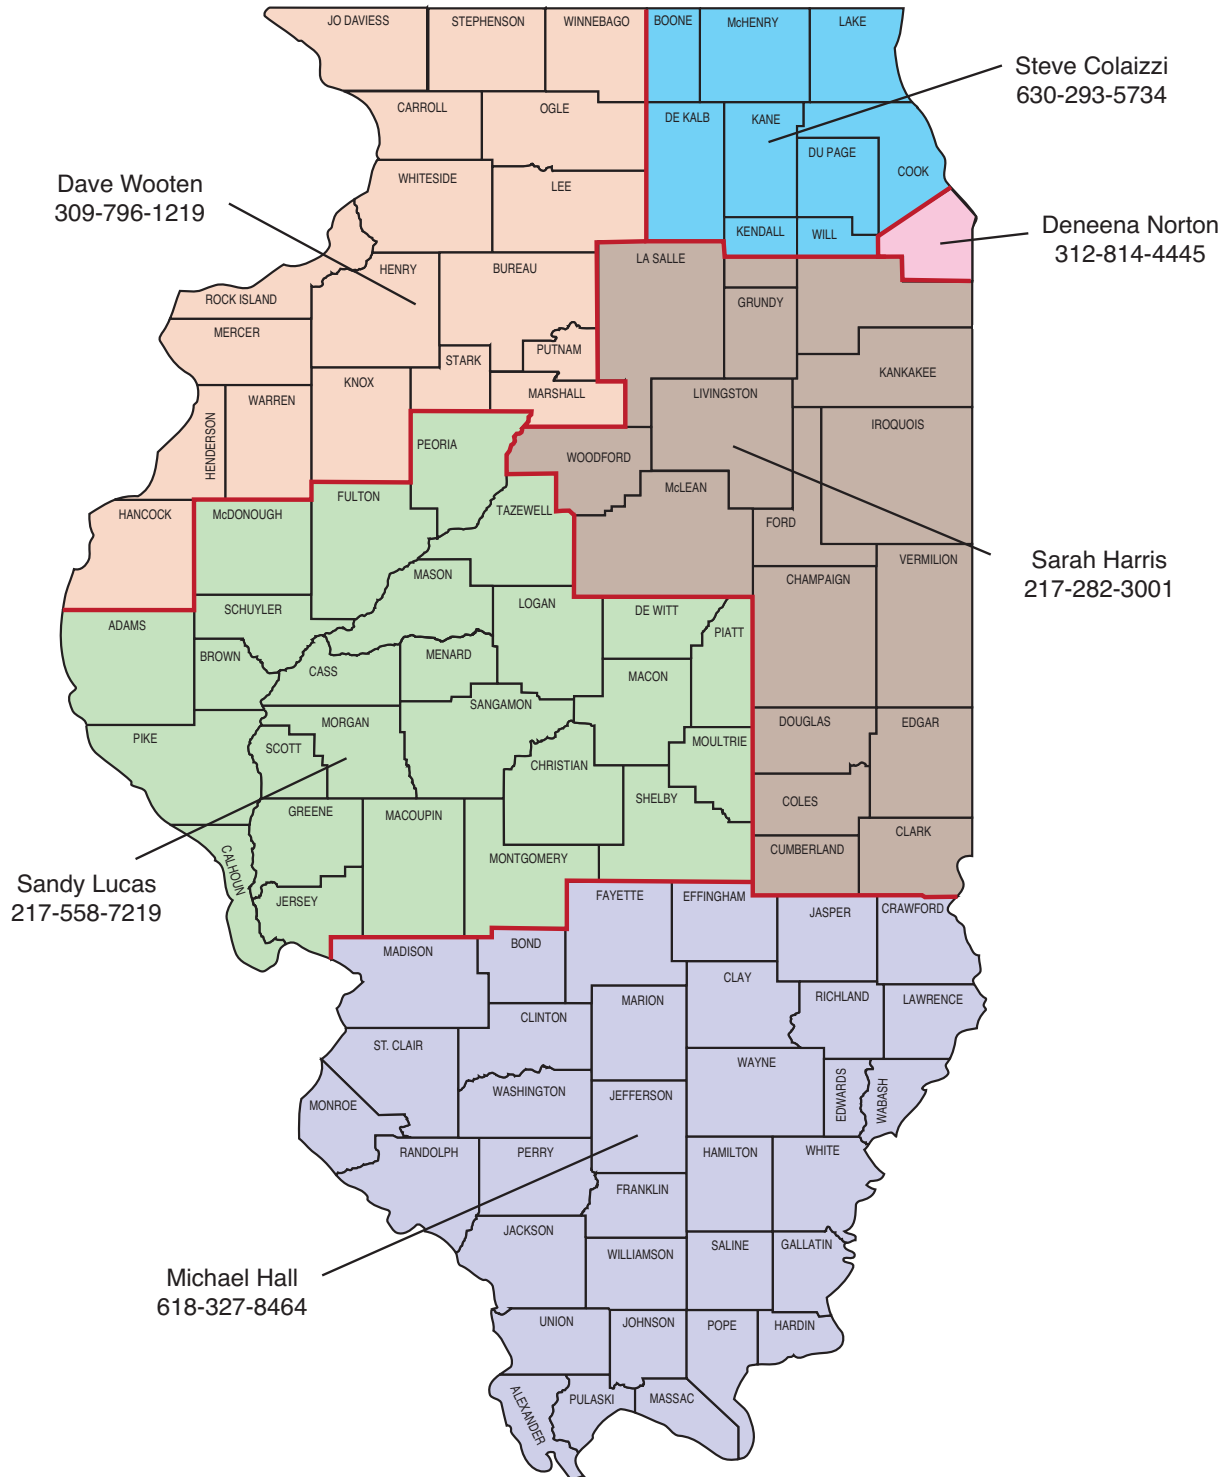 JO DAVIESS
STEPHENSON
WINNEBAGO
BOONE
McHENRY
LAKE
Steve Colaizzi
630-293-5734
CARROLL
OGLE
DE KALB
KANE
DU PAGE
COOK
WHITESIDE
LEE
Dave Wooten
309-796-1219
KENDALL
WILL
Deneena Norton
312-814-4445
HENRY
BUREAU
LA SALLE
ROCK ISLAND
GRUNDY
MERCER
PUTNAM
STARK
KANKAKEE
KNOX
MARSHALL
LIVINGSTON
WARREN
HENDERSON
IROQUOIS
PEORIA
WOODFORD
McLEAN
FULTON
HANCOCK
McDONOUGH
TAZEWELL
FORD
VERMILION
Sarah Harris
217-282-3001
MASON
CHAMPAIGN
LOGAN
DE WITT
SCHUYLER
ADAMS
PIATT
BROWN
MENARD
CASS
MACON
SANGAMON
MORGAN
DOUGLAS
EDGAR
PIKE
SCOTT
MOULTRIE
CHRISTIAN
SHELBY
COLES
GREENE
MACOUPIN
CLARK
CALHOUN
MONTGOMERY
CUMBERLAND
Sandy Lucas
217-558-7219
JERSEY
FAYETTE
EFFINGHAM
JASPER
CRAWFORD
MADISON
BOND
CLAY
MARION
RICHLAND
LAWRENCE
CLINTON
ST. CLAIR
WAYNE
WASHINGTON
JEFFERSON
EDWARDS
WABASH
MONROE
RANDOLPH
PERRY
HAMILTON
WHITE
FRANKLIN
JACKSON
WILLIAMSON
SALINE
GALLATIN
Michael Hall
618-327-8464
UNION
JOHNSON
POPE
HARDIN
ALEXANDER
PULASKI
MASSAC